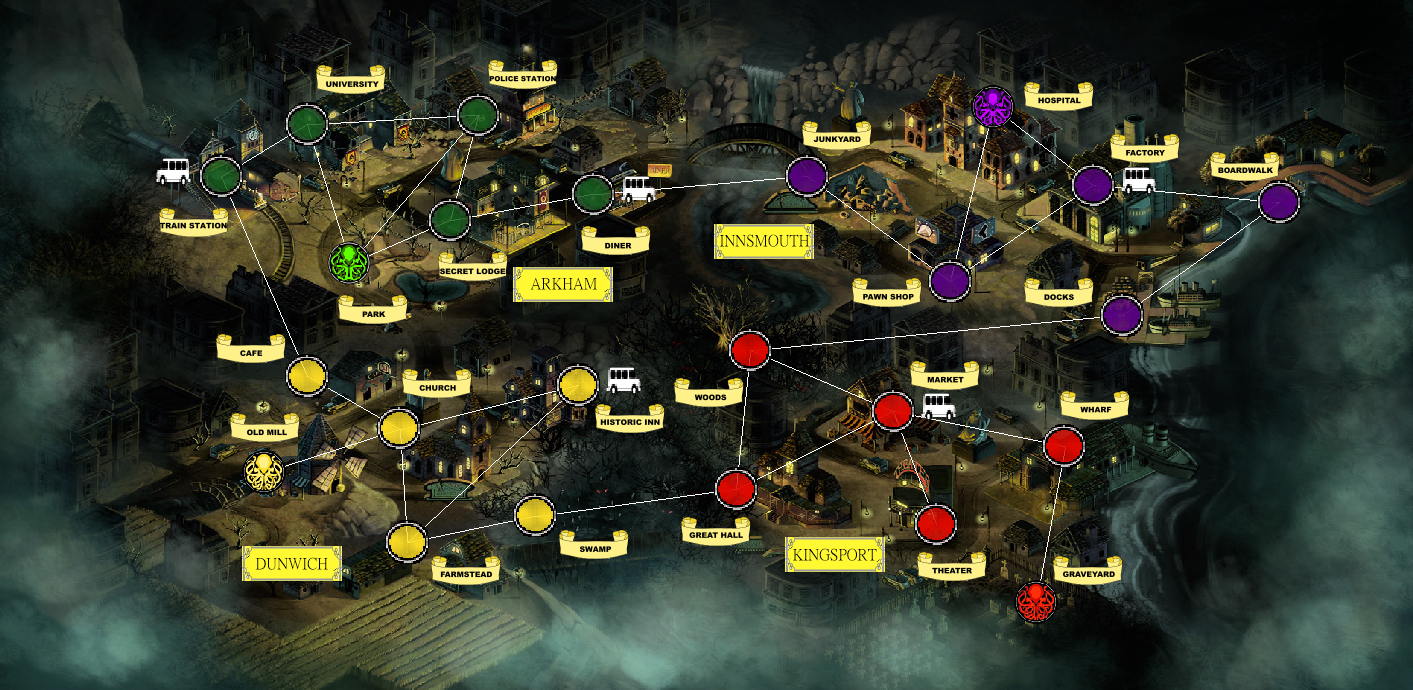 UNIVERSITY
POLICE STATION
HOSPITAL
JUNKYARD
FACTORY
BOARDWALK
DINER
TRAIN STATION
INNSMOUTH
DINER
SECRET LODGE
ARKHAM
PAWN SHOP
DOCKS
PARK
CAFE
CHURCH
MARKET
WOODS
WHARF
HISTORIC INN
OLD MILL
GREAT HALL
SWAMP
KINGSPORT
DUNWICH
FARMSTEAD
THEATER
GRAVEYARD